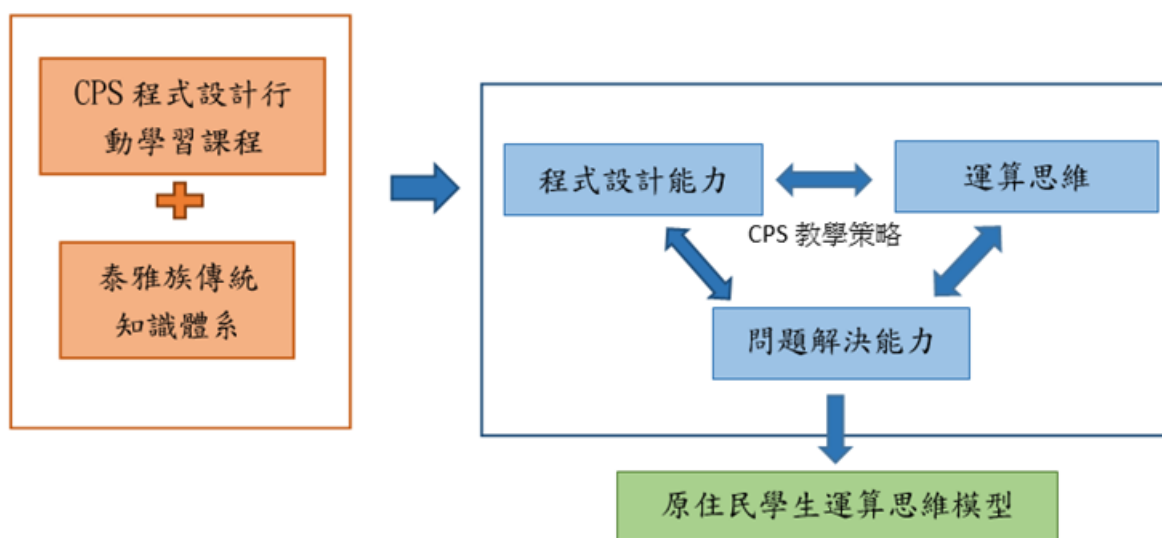 CPS 程式設計行
動學習課程
泰雅族傳統
知識體系
程式設計能力
運算思維
CPS 教學策略
問題解決能力
原住民學生運算思維模型